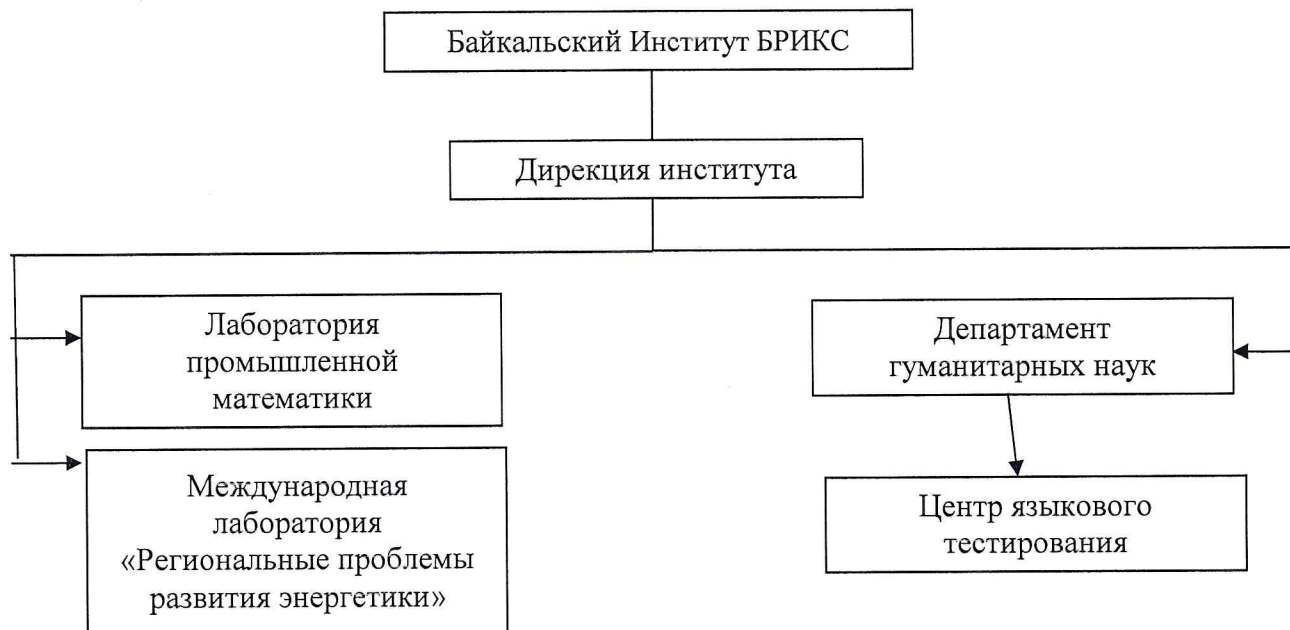 Байкальский Институт БРИКС
Дирекция института
Лаборатория
промышленной
математики
Международная
лаборатория
«Региональные проблемы
развития энергетики»
Департамент
гуманитарных наук
Центр языкового
тестирования